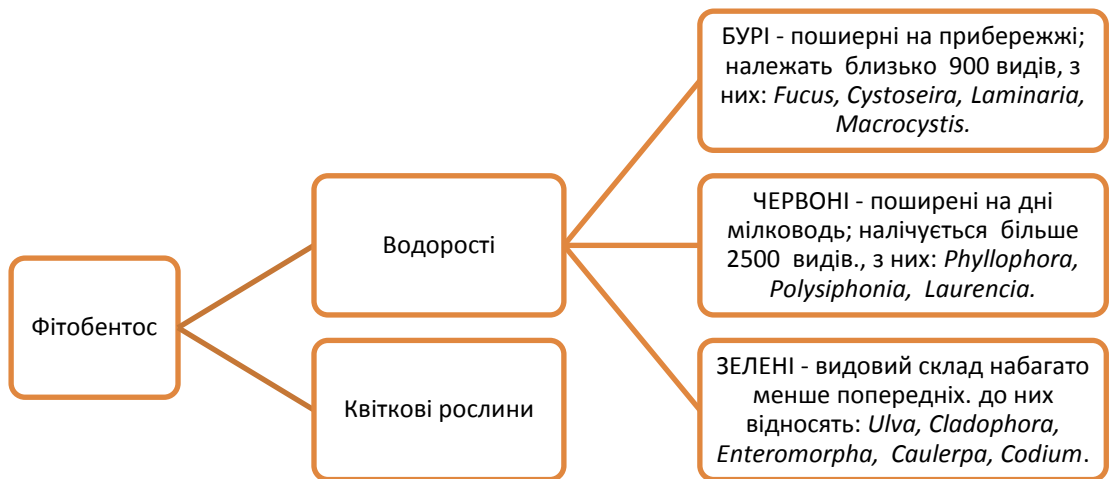 Фітобентос
Водорості
Квіткові рослини
БУРІ - пошиерні на прибережжі;
належать близько 900 видів, з
них: Fucus, Cystoseira, Laminaria,
Macrocystis.
ЧЕРВОНІ - поширені на дні
мілководь; налічується більше
2500 видів., з них: Phyllophora,
Polysiphonia, Laurencia.
ЗЕЛЕНІ - видовий склад набагато
менше попередніх. до них
відносять: Ulva, Cladophora,
Enteromorpha, Caulerpa, Codium.